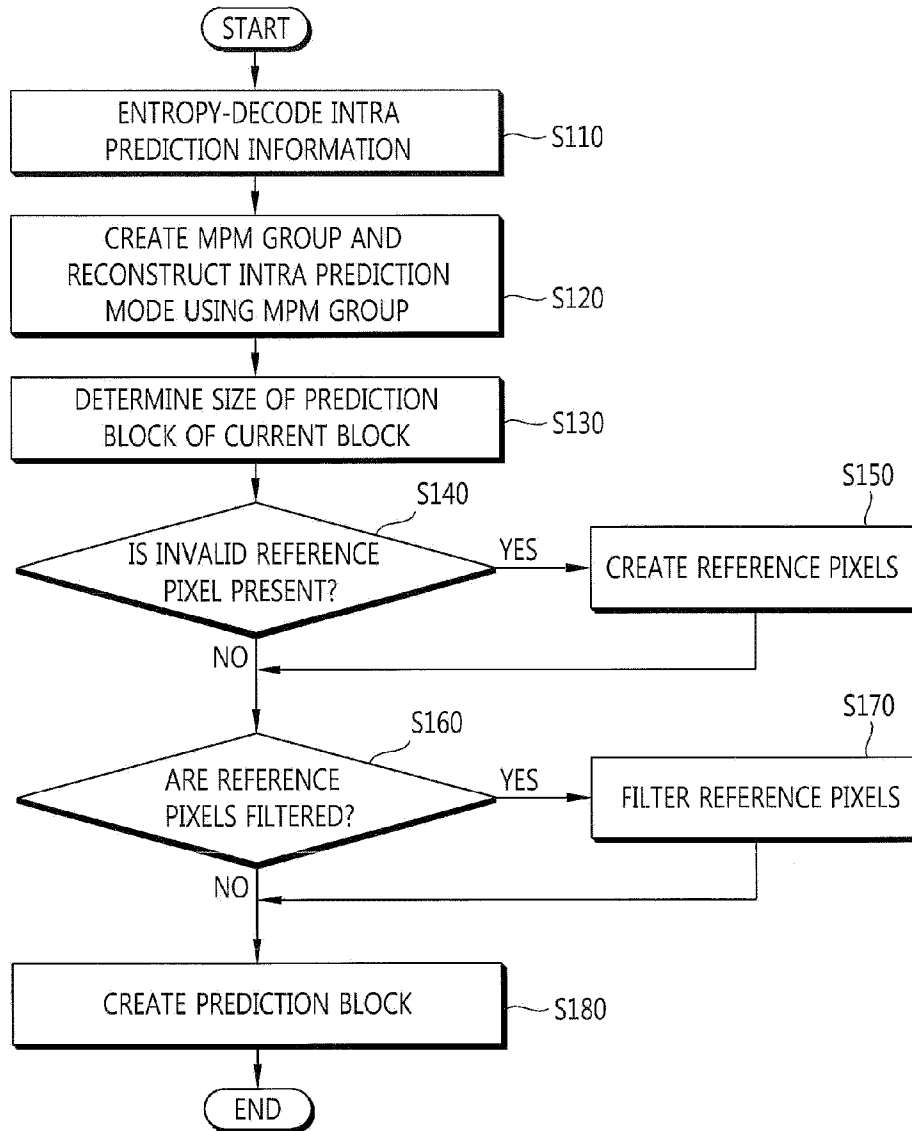 START
ENTROPY-DECODE INTRA
PREDICTION INFORMATION
S110
CREATE MPM GROUP AND
RECONSTRUCT INTRA PREDICTION
MODE USING MPM GROUP
S120
DETERMINE SIZE OF PREDICTION
BLOCK OF CURRENT BLOCK
S130
S140
IS INVALID REFERENCE
PIXEL PRESENT?
YES
S150
CREATE REFERENCE PIXELS
NO
S160
ARE REFERENCE
PIXELS FILTERED?
YES
S170
FILTER REFERENCE PIXELS
NO
CREATE PREDICTION BLOCK
S180
END